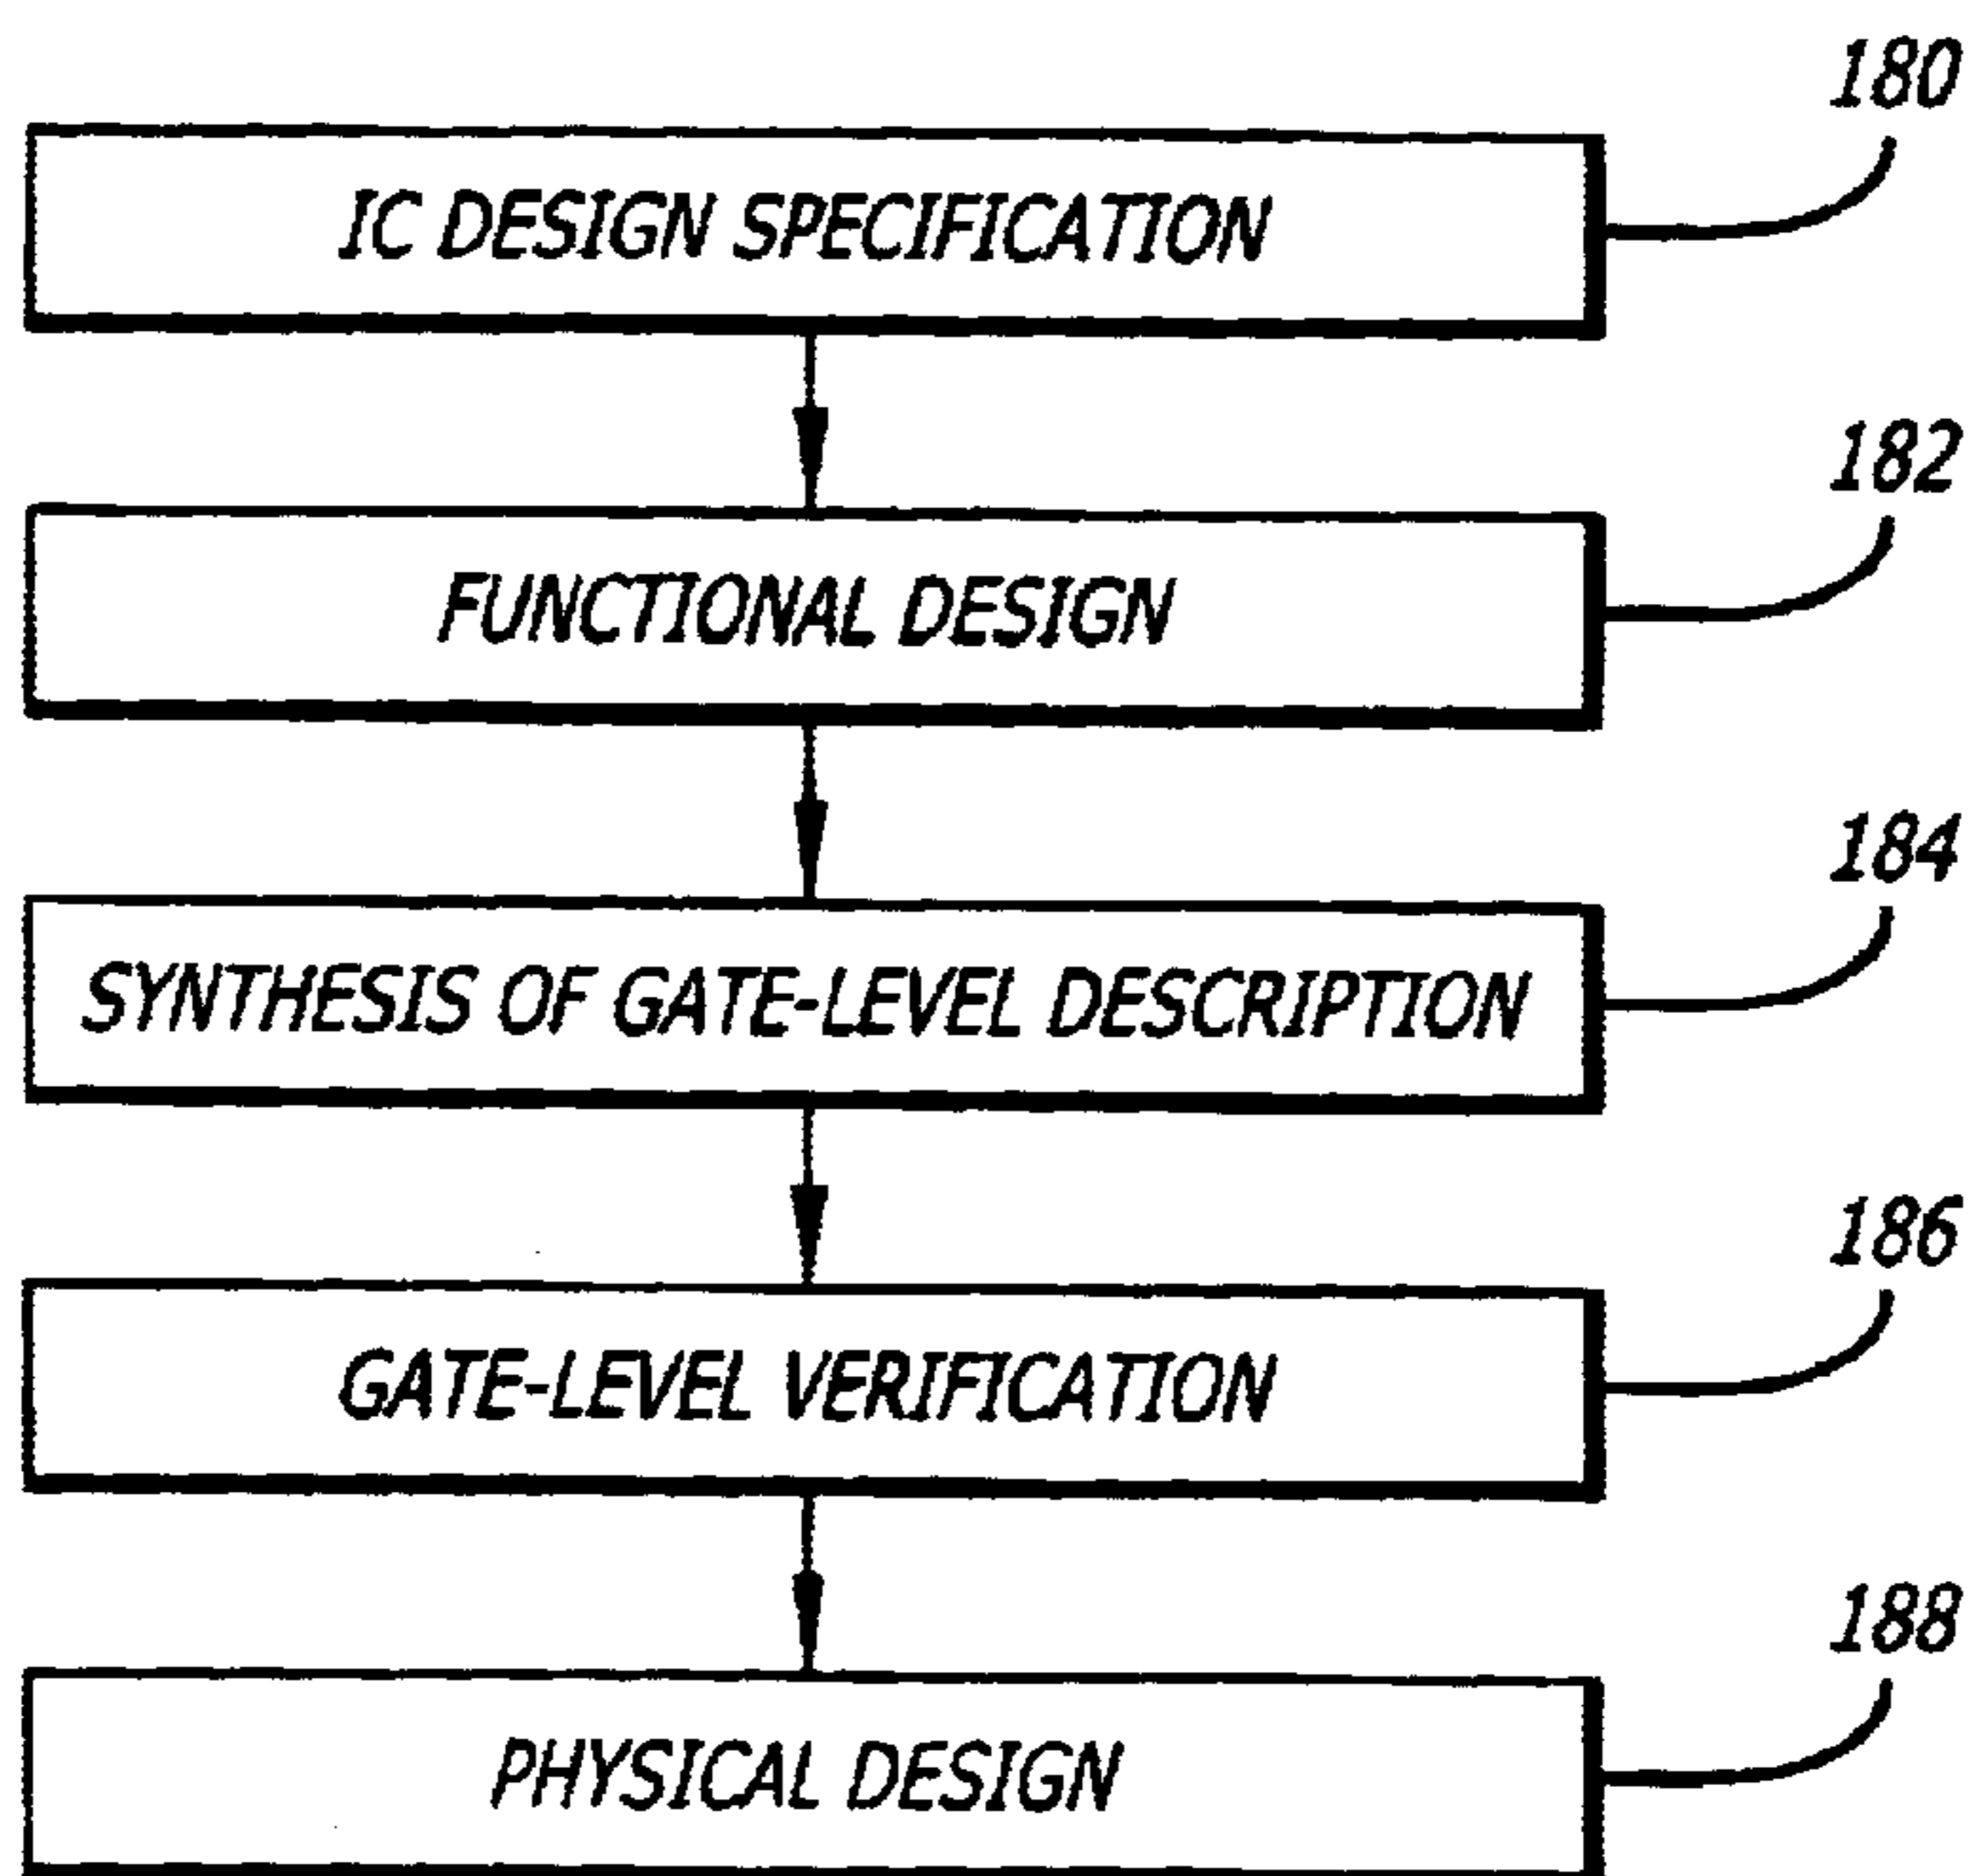 180
IC DESIGN SPECIFICATION
182
FUNCTIONAL DESIGN
184
SYNTHESIS OF GATE-LEVEL DESCRIPTION
186
GATE-LEVEL VERIFICATION
188
PHYSICAL DESIGN